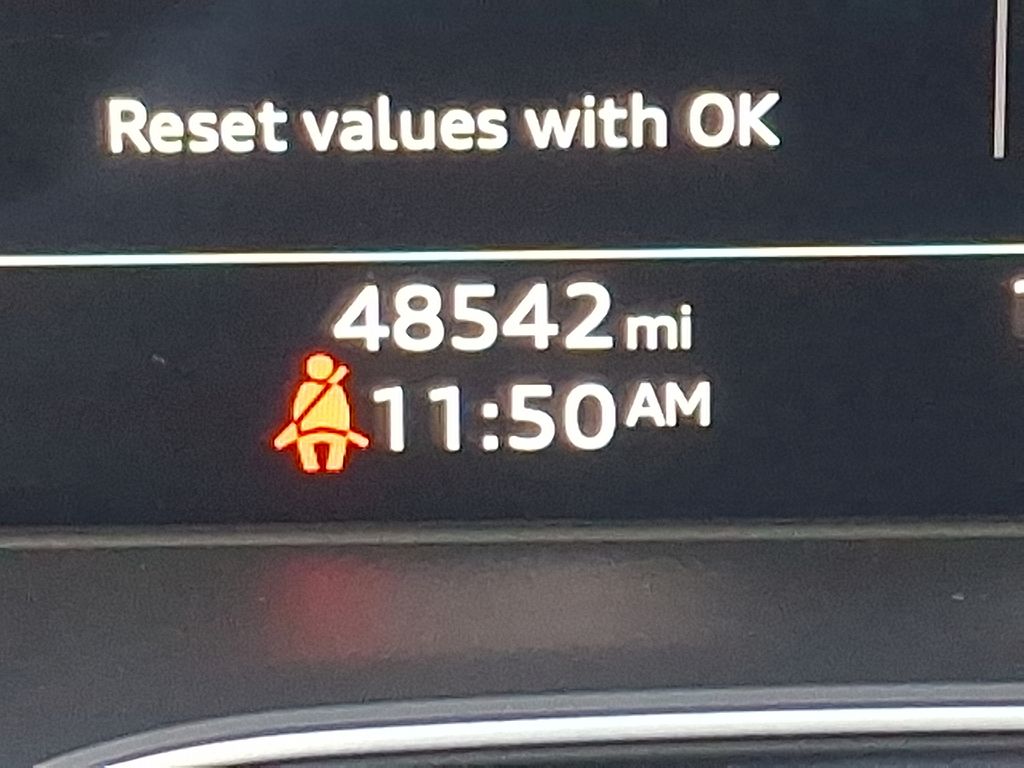 Reset values with OK
48542 mi
11:50 AM